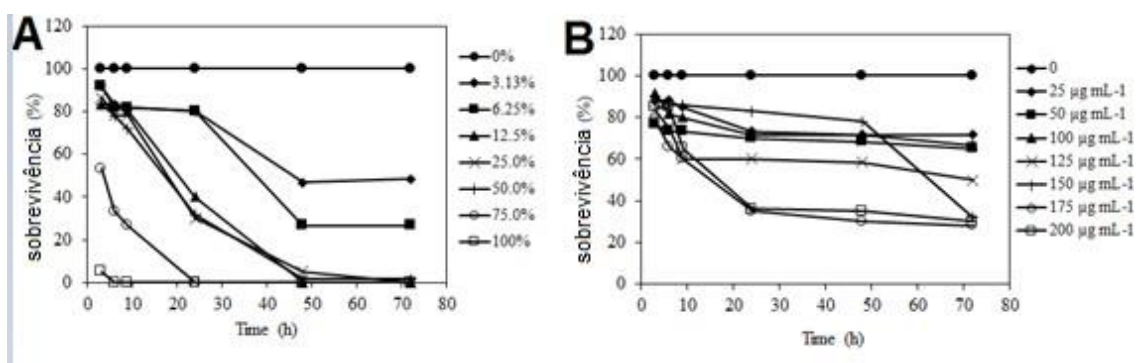 A
120
100
80
60
40
20
0
sobrevivência (%)
0 10 20 30 40 50 60 70 80
Time (h)
0%
3.13%
6.25%
12.5%
25.0%
50.0%
75.0%
100%
B
120
100
80
60
40
20
0
sobrevivência (%)
0 10 20 30 40 50 60 70 80
Time (h)
0
25 µg mL-1
50 µg mL-1
100 µg mL-1
125 µg mL-1
150 µg mL-1
175 µg mL-1
200 µg mL-1